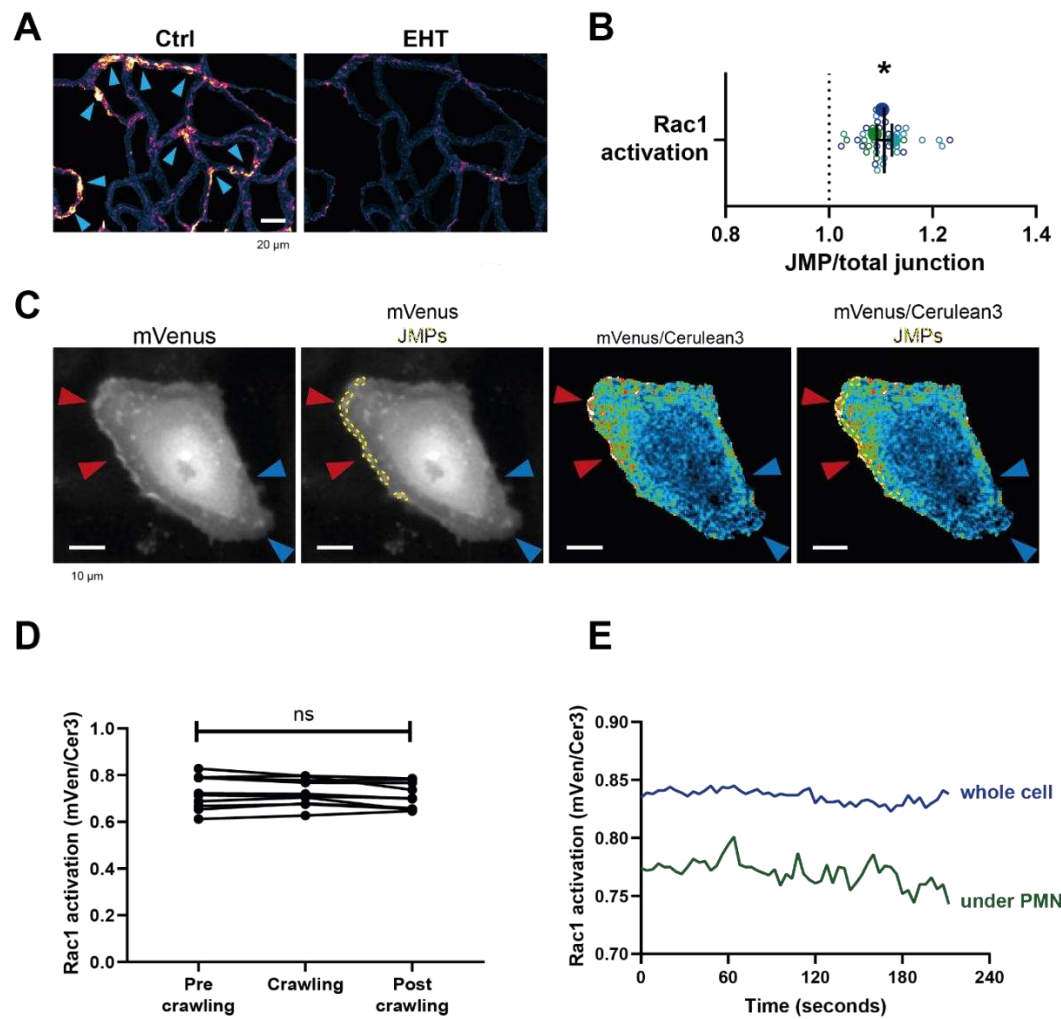 A
Ctrl
EHT
20 µm
B
*
Rac1
activation
0.8
1.0
1.2
1.4
JMP/total junction
C
mVenus
mVenus
JMPs
mVenus/Cerulean3
mVenus/Cerulean3
JMPs
10 µm
D
ns
Rac1 activation (mVen/Cer3)
1.0
0.8
0.6
0.4
0.2
0.0
Pre
crawling
Crawling
Post
crawling
E
Rac1 activation (mVen/Cer3)
0.90
0.85
0.80
0.75
0.70
whole cell
under PMN
0
60
120
180
240
Time (seconds)